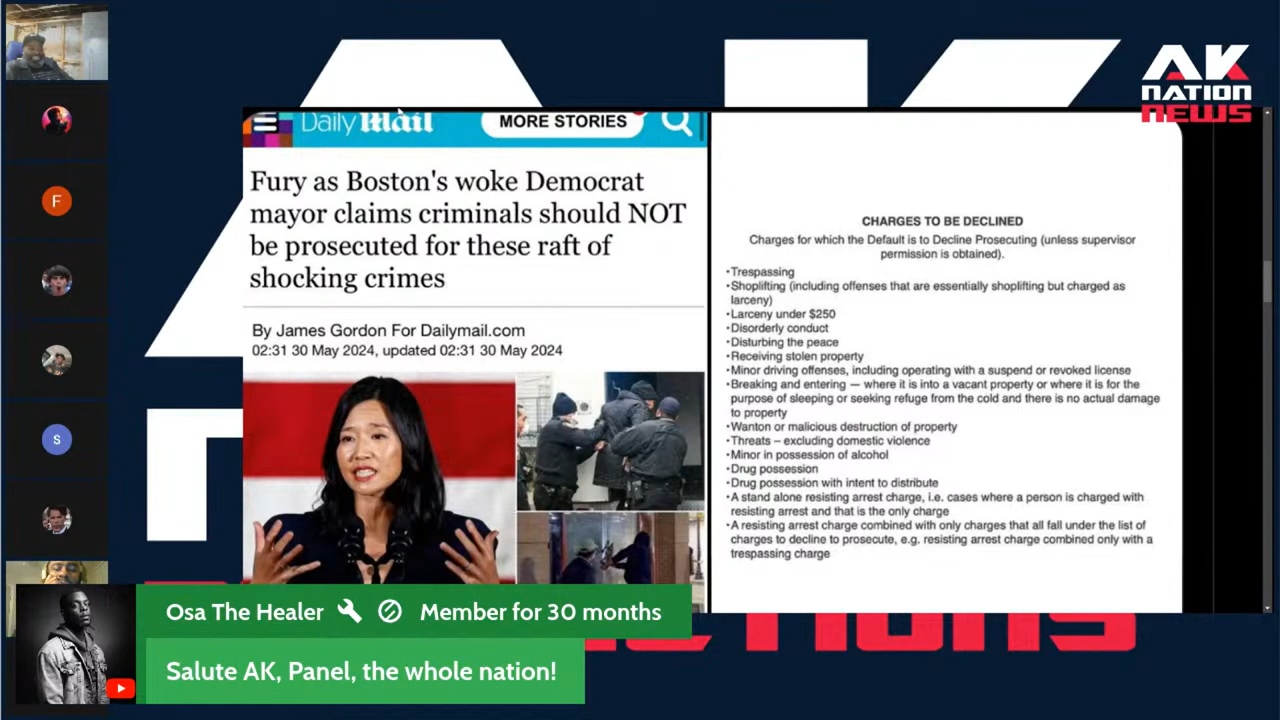 AK
NATION
NEWS
Daily Mail
MORE STORIES
Fury as Boston's woke Democrat
mayor claims criminals should NOT
be prosecuted for these raft of
shocking crimes
By James Gordon For Dailymail.com
02:31 30 May 2024, updated 02:31 30 May 2024
CHARGES TO BE DECLINED
Charges for which the Default is to Decline Prosecuting (unless supervisor
permission is obtained).
•Trespassing
•Shoplifting (including offenses that are essentially shoplifting but charged as
larceny)
•Larceny under $250
•Disorderly conduct
•Disturbing the peace
•Receiving stolen property
•Minor driving offenses, including operating with a suspend or revoked license
•Breaking and entering — where it is into a vacant property or where it is for the
purpose of sleeping or seeking refuge from the cold and there is no actual damage
to property
•Wanton or malicious destruction of property
•Threats – excluding domestic violence
•Minor in possession of alcohol
•Drug possession
•Drug possession with intent to distribute
•A stand alone resisting arrest charge, i.e. cases where a person is charged with
resisting arrest and that is the only charge
•A resisting arrest charge combined with only charges that all fall under the list of
charges to decline to prosecute, e.g. resisting arrest charge combined only with a
trespassing charge
F
S
Osa The Healer Member for 30 months
Salute AK, Panel, the whole nation!